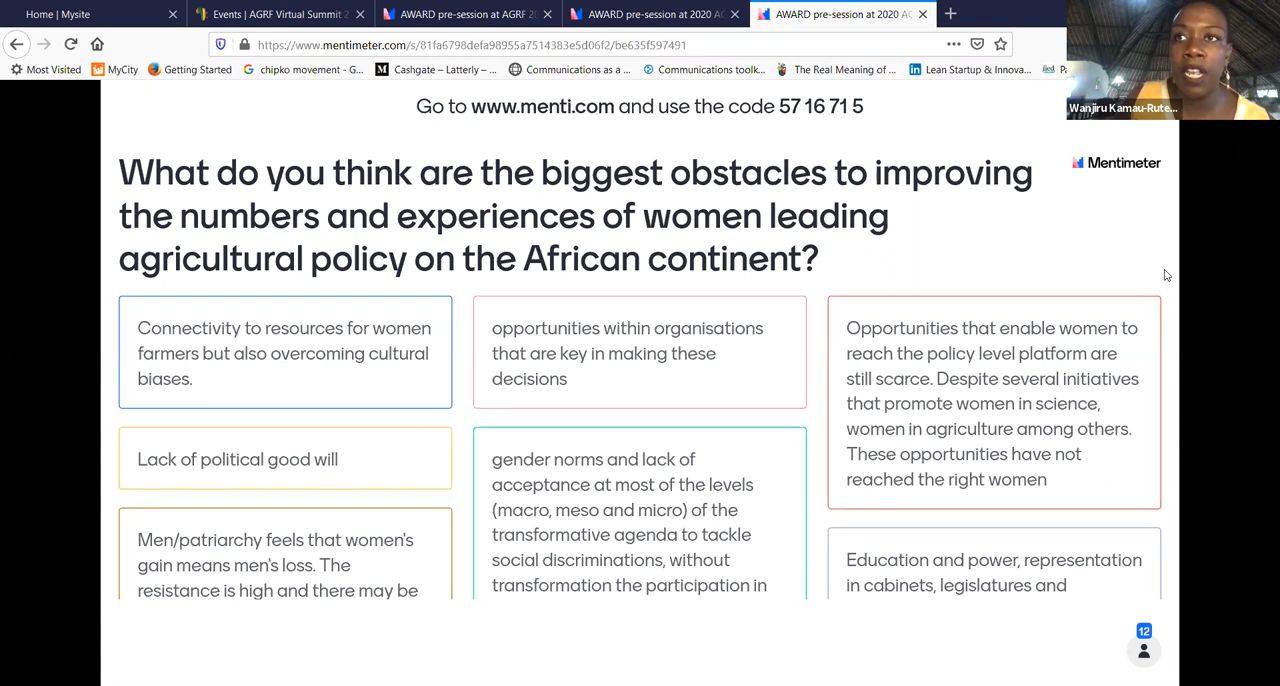 Home | Mysite
Events | AGRF Virtual Summit 2
AWARD pre-session at AGRF 20
AWARD pre-session at 2020 AG
AWARD pre-session at 2020 AG
https://www.mentimeter.com/s/81fa6798defa98955a7514383e5d06f2/be635f597491
Most Visited
MyCity
Getting Started
chipko movement - G...
Cashgate – Latterly –...
Communications as a ...
Communications toolk...
The Real Meaning of ...
Lean Startup & Innova...
Wanjiru Kamau-Rute...
Go to www.menti.com and use the code 57 16 71 5
Mentimeter
What do you think are the biggest obstacles to improving
the numbers and experiences of women leading
agricultural policy on the African continent?
Connectivity to resources for women
farmers but also overcoming cultural
biases.
Lack of political good will
Men/patriarchy feels that women's
gain means men's loss. The
resistance is high and there may be
opportunities within organisations
that are key in making these
decisions
gender norms and lack of
acceptance at most of the levels
(macro, meso and micro) of the
transformative agenda to tackle
social discriminations, without
transformation the participation in
Opportunities that enable women to
reach the policy level platform are
still scarce. Despite several initiatives
that promote women in science,
women in agriculture among others.
These opportunities have not
reached the right women
Education and power, representation
in cabinets, legislatures and
12